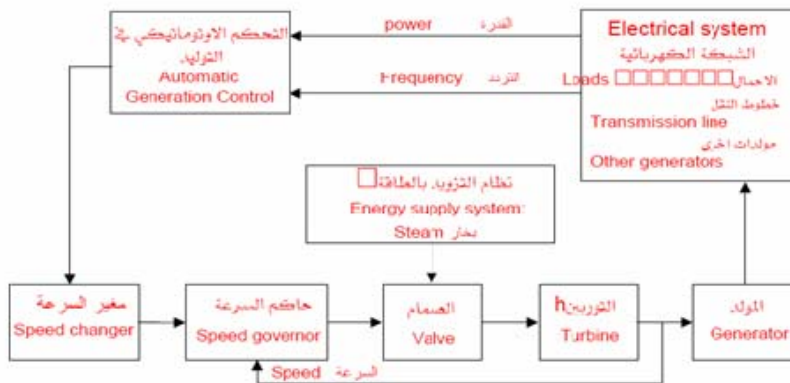 التحكم الاوتوماتيكي في
التوليد
Automatic
Generation Control
power القدرة
Frequency التردد
Electrical system
الشبكة الكهربائية
Loads □□□□□□□الاحمال
خطوط النقل
Transmission line
مولدات اخرى
Other generators
نظام التزويد بالطاقة□
Energy supply system:
Steam بخار
مغير السرعة
Speed changer
حاكم السرعة
Speed governor
الصمام
Valve
التوربينh
Turbine
المولد
Generator
Speed السرعة